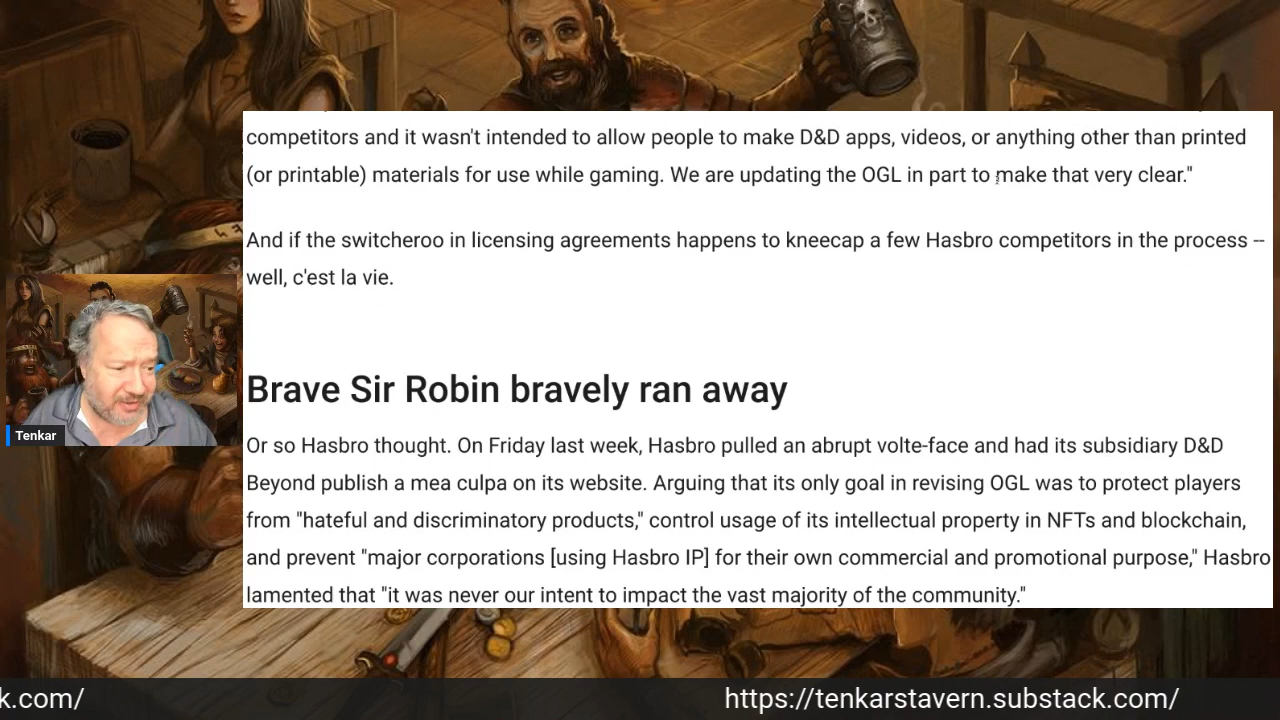 competitors and it wasn't intended to allow people to make D&D apps, videos, or anything other than printed
(or printable) materials for use while gaming. We are updating the OGL in part to make that very clear."
And if the switcheroo in licensing agreements happens to kneecap a few Hasbro competitors in the process --
well, c'est la vie.
Brave Sir Robin bravely ran away
Or so Hasbro thought. On Friday last week, Hasbro pulled an abrupt volte-face and had its subsidiary D&D
Beyond publish a mea culpa on its website. Arguing that its only goal in revising OGL was to protect players
from "hateful and discriminatory products," control usage of its intellectual property in NFTs and blockchain,
and prevent "major corporations [using Hasbro IP] for their own commercial and promotional purpose," Hasbro
lamented that "it was never our intent to impact the vast majority of the community."
Tenkar
k.com/
https://tenkarstavern.substack.com/